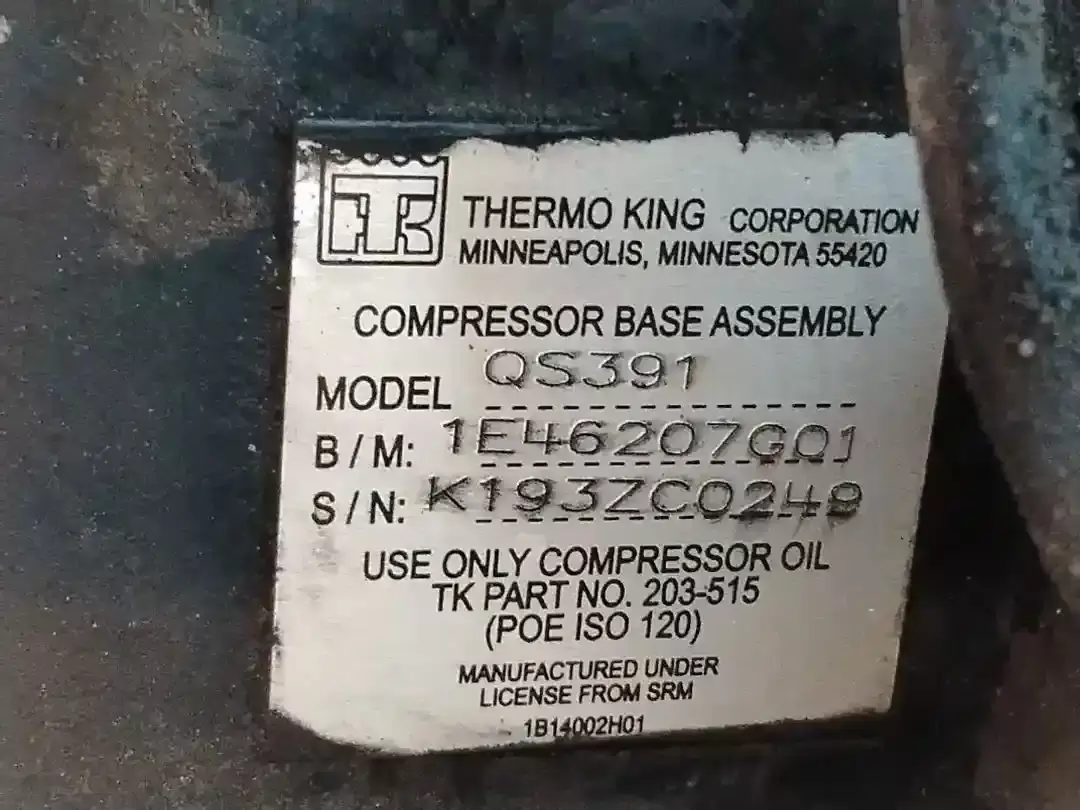 TK
THERMO KING CORPORATION
MINNEAPOLIS, MINNESOTA 55420
COMPRESSOR BASE ASSEMBLY
MODEL QS391
B / M: 1E46207G01
S / N: K193ZC0249
USE ONLY COMPRESSOR OIL
TK PART NO. 203-515
(POE ISO 120)
MANUFACTURED UNDER
LICENSE FROM SRM
1B14002H01